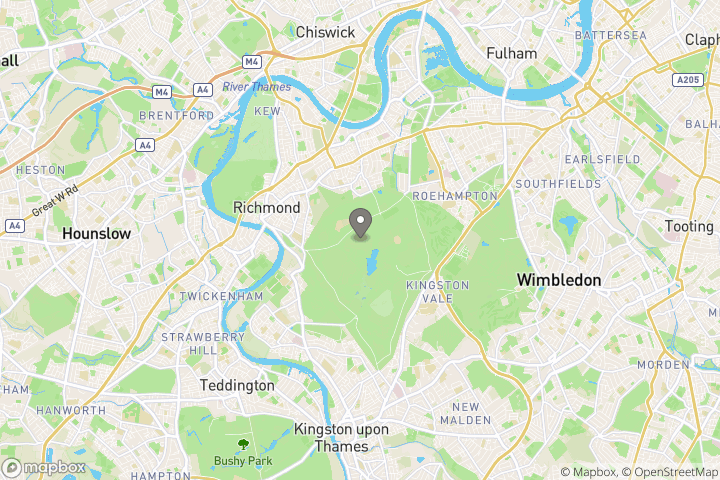 Chiswick
BATTERSEA
Fulham
Claph
all
M4
A205
M4
A4
River Thames
BRENTFORD
KEW
BALHA
A4
HESTON
EARLSFIELD
Great W Rd
SOUTHFIELDS
ROEHAMPTON
Richmond
A4
Hounslow
Tooting
KINGSTON
VALE
Wimbledon
TWICKENHAM
STRAWBERRY
HILL
MORDEN
Teddington
HAM
HANWORTH
NEW
MALDEN
Kingston upon
Thames
Bushy Park
HAMPTON
mapbox
© Mapbox, © OpenStreetMap